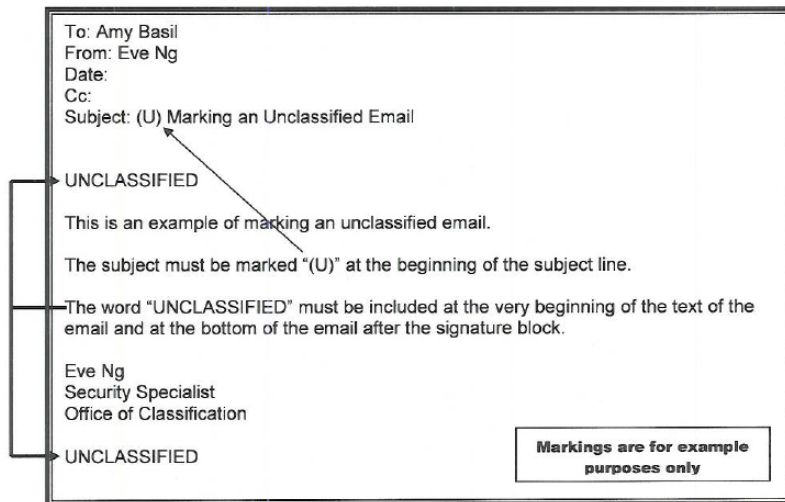 To: Amy Basil
From: Eve Ng
Date:
Cc:
Subject: (U) Marking an Unclassified Email
UNCLASSIFIED
This is an example of marking an unclassified email.
The subject must be marked “(U)” at the beginning of the subject line.
The word “UNCLASSIFIED” must be included at the very beginning of the text of the
email and at the bottom of the email after the signature block.
Eve Ng
Security Specialist
Office of Classification
UNCLASSIFIED
Markings are for example
purposes only